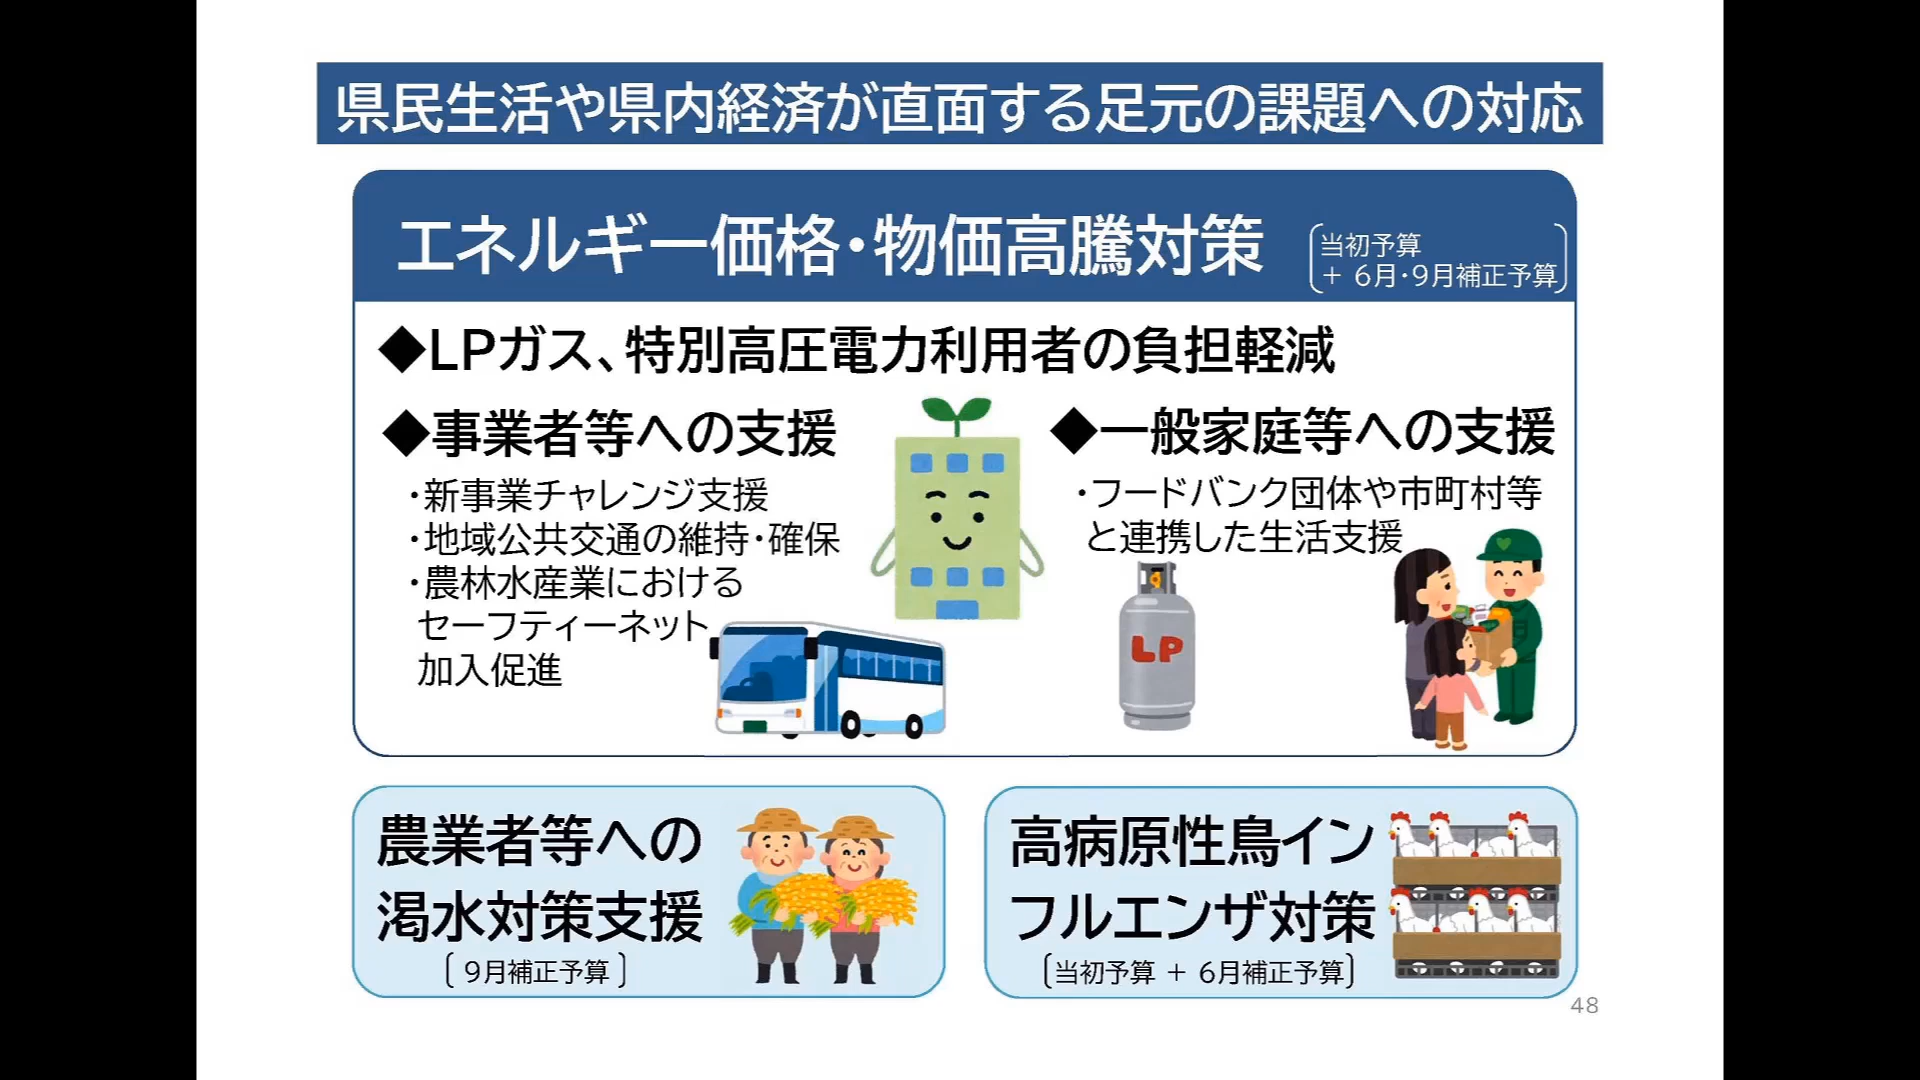 県民生活や県内経済が直面する足元の課題への対応
エネルギー価格・物価高騰対策
当初予算
＋ 6月・9月補正予算
◆LPガス、特別高圧電力利用者の負担軽減
◆事業者等への支援
・新事業チャレンジ支援
・地域公共交通の維持・確保
・農林水産業における
セーフティーネット
加入促進
◆一般家庭等への支援
・フードバンク団体や市町村等
と連携した生活支援
LP
農業者等への
渇水対策支援
〔 9月補正予算 〕
高病原性鳥イン
フルエンザ対策
〔当初予算 ＋ 6月補正予算〕
48